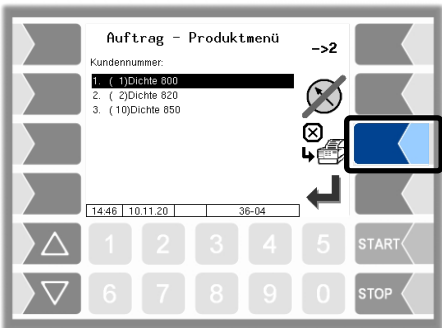 Auftrag - Produktmenü
->2
Kundennummer:
1. ( 1)Dichte 800
2. ( 2)Dichte 820
3. ( 10)Dichte 850
14:46 10.11.20 36-04
1 2 3 4 5 START
6 7 8 9 0 STOP